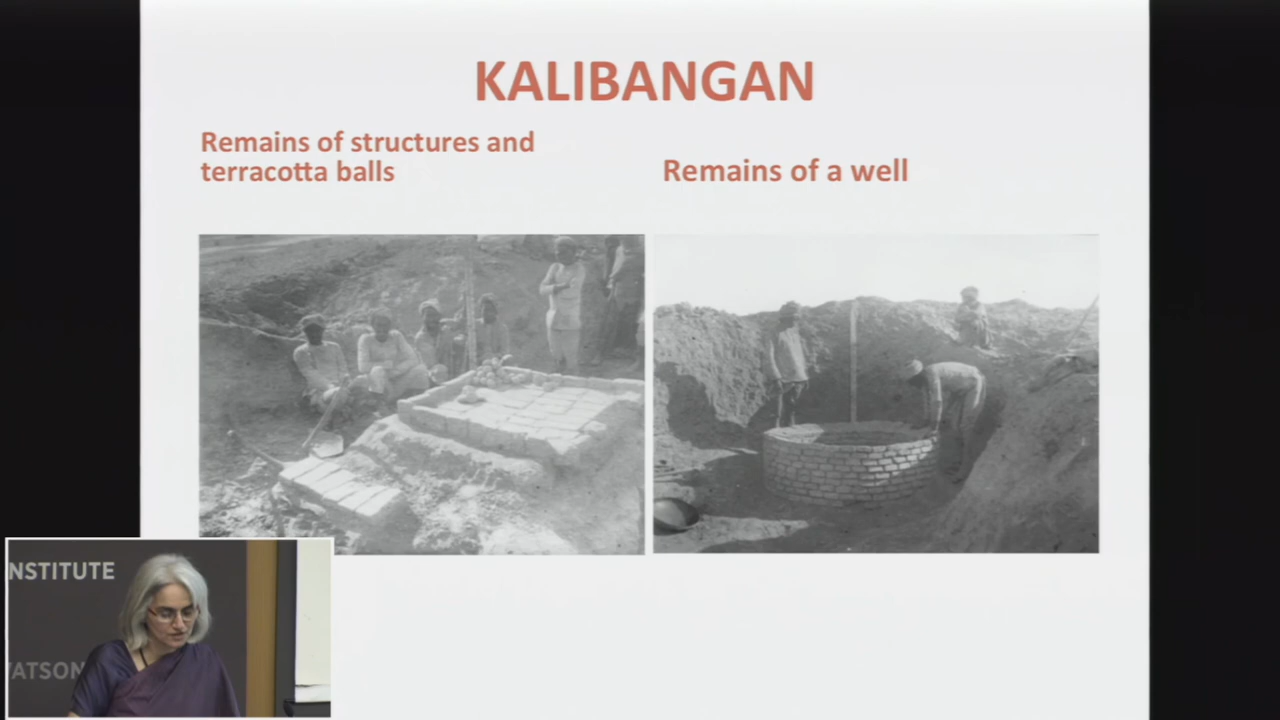 KALIBANGAN
Remains of structures and
terracotta balls
Remains of a well
NSTITUTE
ATSON